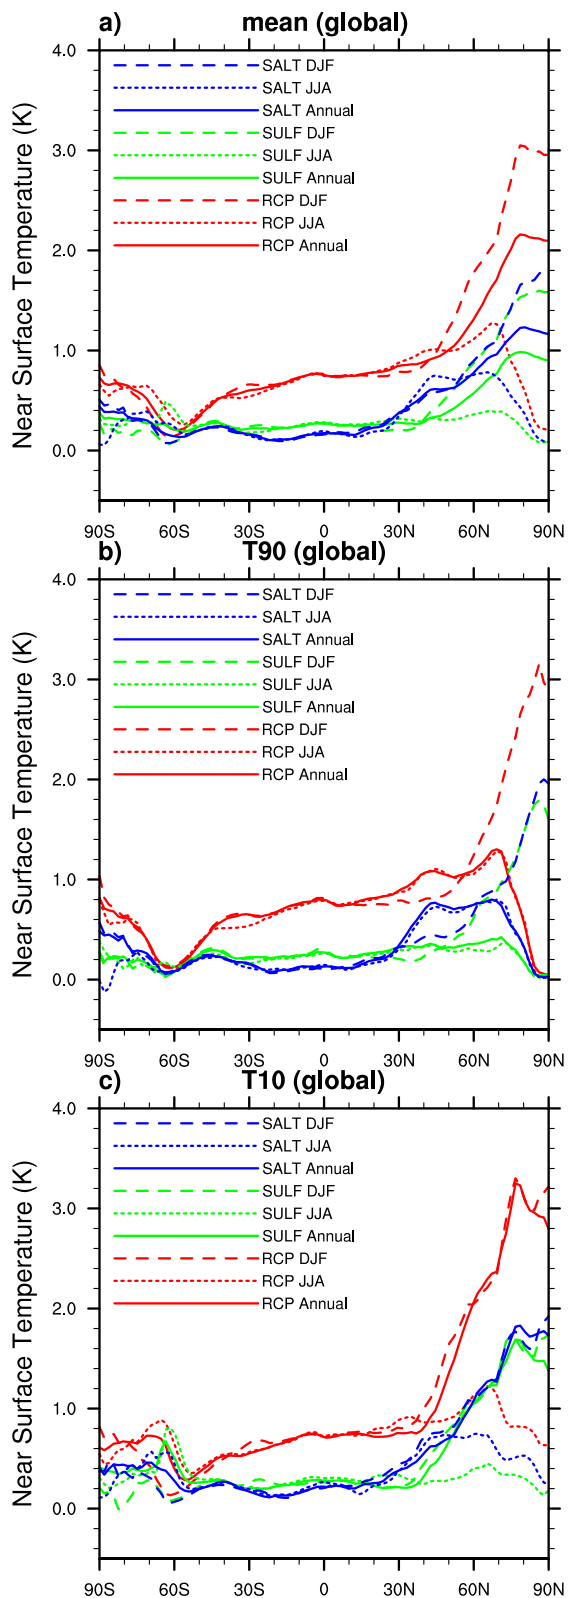 a) mean (global)
Near Surface Temperature (K)
4.0
3.0
2.0
1.0
0.0
SALT DJF
SALT JJA
SALT Annual
SULF DJF
SULF JJA
SULF Annual
RCP DJF
RCP JJA
RCP Annual
90S 60S 30S 0 30N 60N 90N
b) T90 (global)
Near Surface Temperature (K)
4.0
3.0
2.0
1.0
0.0
SALT DJF
SALT JJA
SALT Annual
SULF DJF
SULF JJA
SULF Annual
RCP DJF
RCP JJA
RCP Annual
90S 60S 30S 0 30N 60N 90N
c) T10 (global)
Near Surface Temperature (K)
4.0
3.0
2.0
1.0
0.0
SALT DJF
SALT JJA
SALT Annual
SULF DJF
SULF JJA
SULF Annual
RCP DJF
RCP JJA
RCP Annual
90S 60S 30S 0 30N 60N 90N